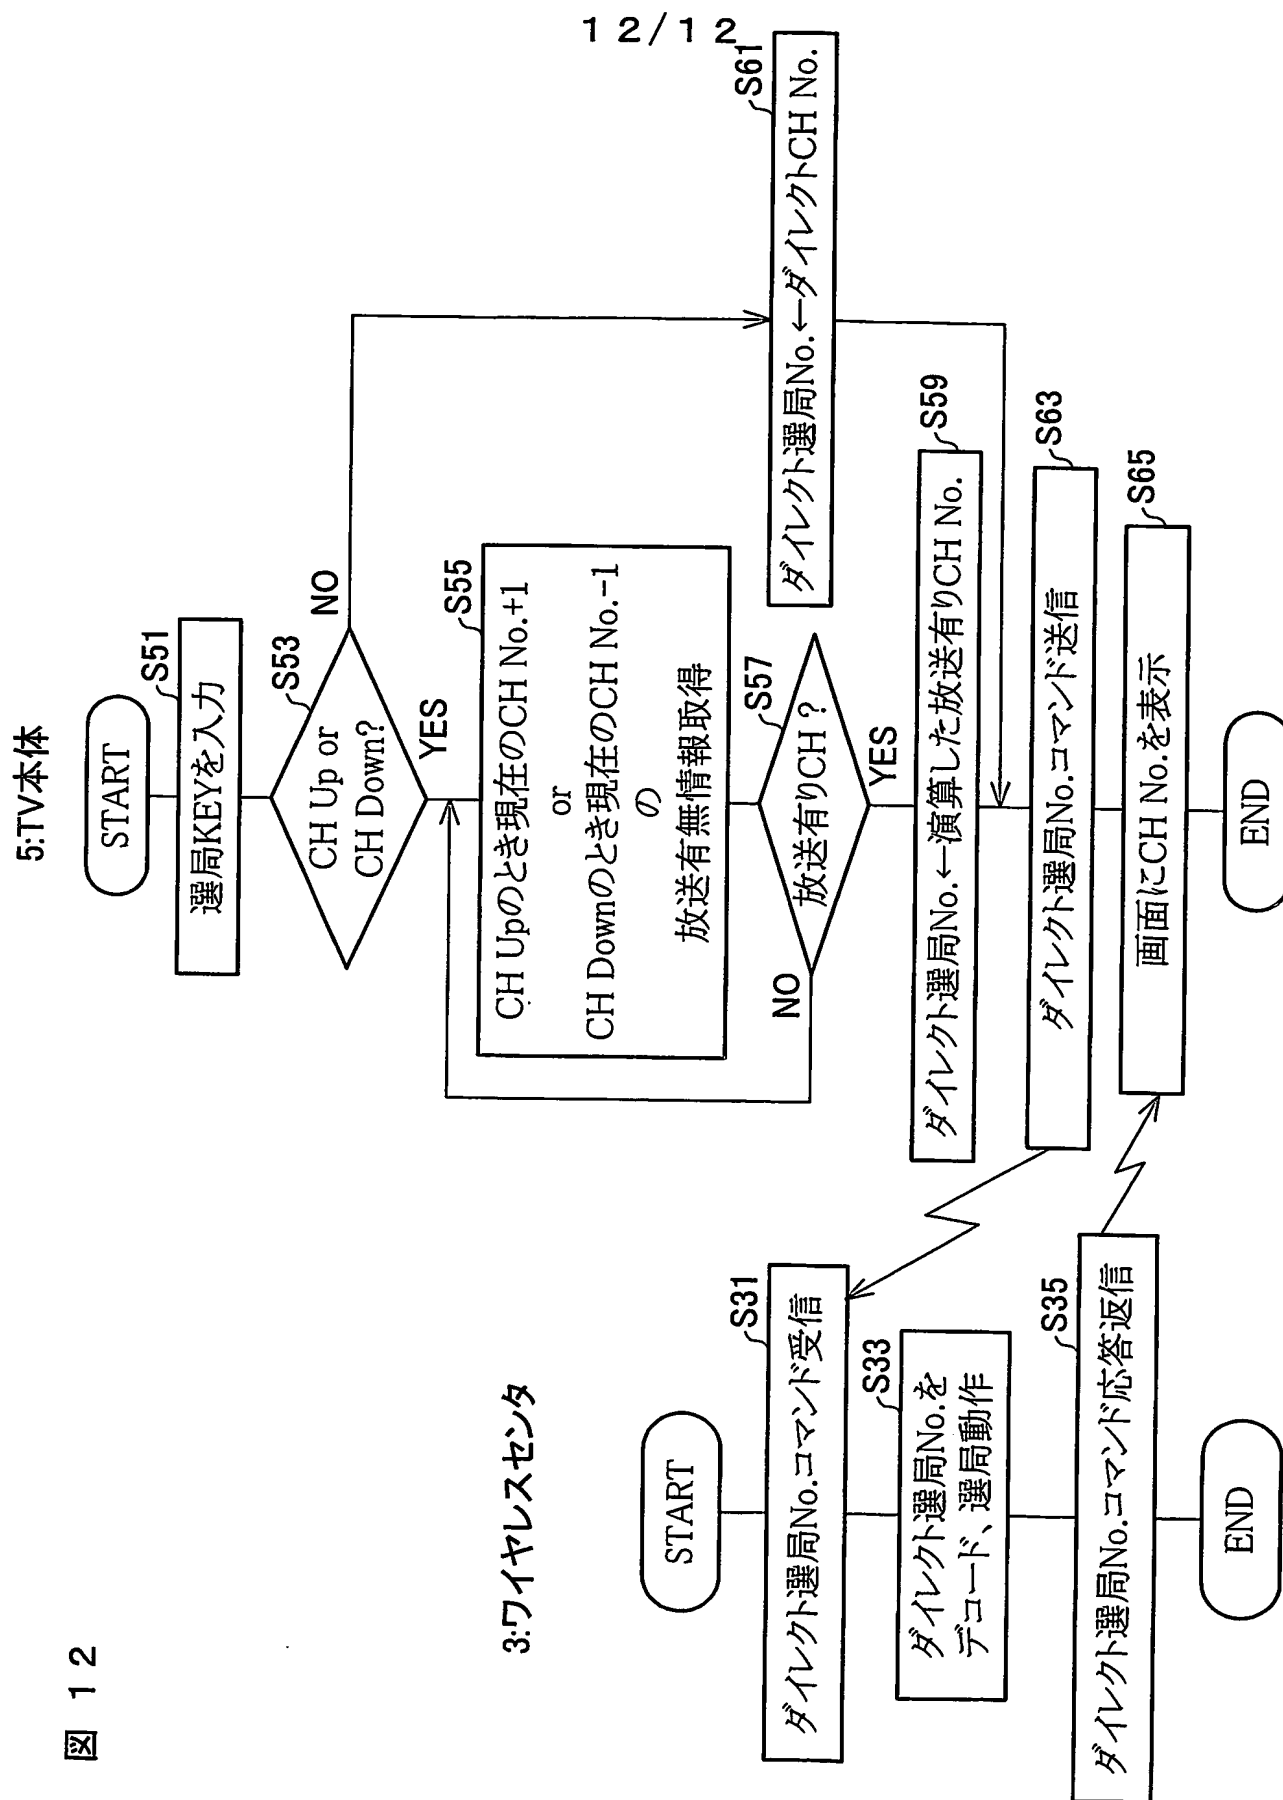 12/12
図 12
3:ワイヤレスセンタ
START
S31
ダイレクト選局No.コマンド受信
S33
ダイレクト選局No.を
デコード、選局動作
S35
ダイレクト選局No.コマンド応答返信
END
5:TV本体
START
S51
選局KEYを入力
S53
CH Up or
CH Down?
NO
YES
S55
CH Upのとき現在のCH No.+1
or
CH Downのとき現在のCH No.-1
の
放送有無情報取得
S57
放送有りCH？
NO
YES
S59
ダイレクト選局No.←演算した放送有りCH No.
S61
ダイレクト選局No.←ダイレクトCH No.
S63
ダイレクト選局No.コマンド送信
S65
画面にCH No.を表示
END